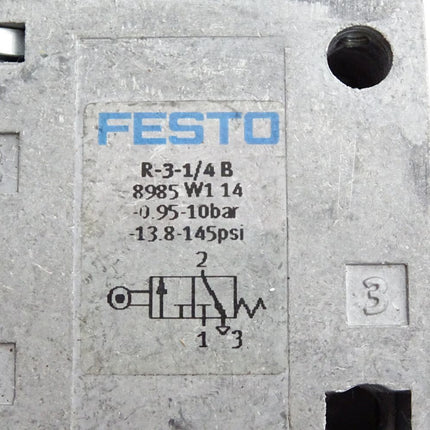 FESTO
R-3-1/4 B
8985 W1 14
-0.95-10bar
-13.8-145psi
2
1 3
3